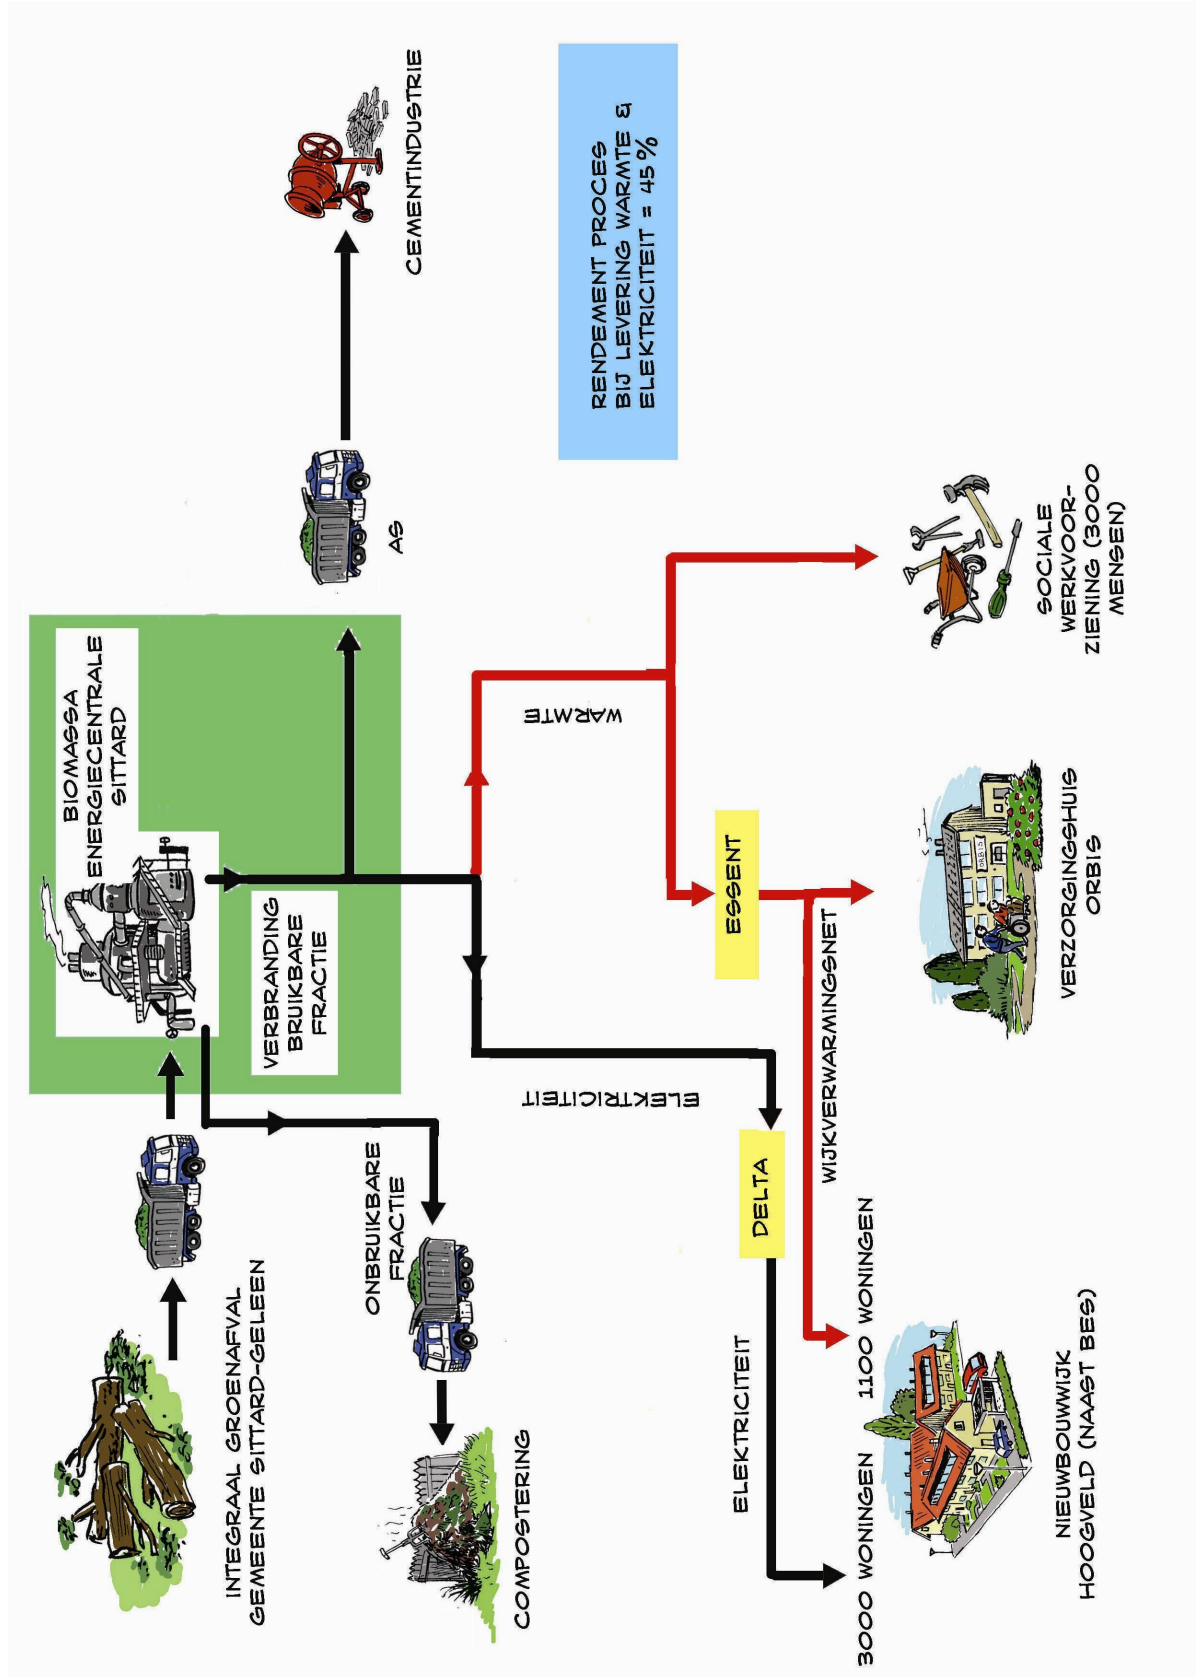 INTEGRAAL GROENAFVAL
GEMEENTE SITTARD-GELEEN
BIOMASSA
ENERGIECENTRALE
SITTARD
VERBRANDING
BRUIKBARE
FRACTIE
AS
CEMENTINDUSTRIE
ONBRUIKBARE
FRACTIE
COMPOSTERING
ELEKTRICITEIT
WARMTE
RENDEMENT PROCES
BIJ LEVERING WARMTE &
ELEKTRICITEIT = 45%
DELTA
ESSENT
ELEKTRICITEIT
WIJKVERWARMINGSNET
3000 WONINGEN
1100 WONINGEN
ORBIS
NIEUWBOUWWIJK
HOOGVELD (NAAST BES)
VERZORGINGSHUIS
ORBIS
SOCIALE
WERKVOOR-
ZIENING (3000
MENSEN)